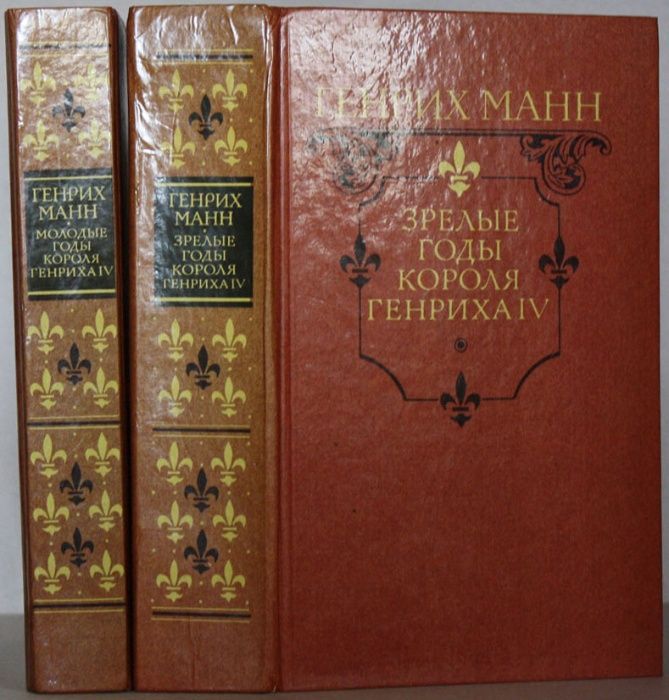 ГЕНРИХ
МАНН
МОЛОДЫЕ
ГОДЫ
КОРОЛЯ
ГЕНРИХА IV
ГЕНРИХ
МАНН
ЗРЕЛЫЕ
ГОДЫ
КОРОЛЯ
ГЕНРИХА IV
ГЕНРИХ МАНН
ЗРЕЛЫЕ
ГОДЫ
КОРОЛЯ
ГЕНРИХА IV